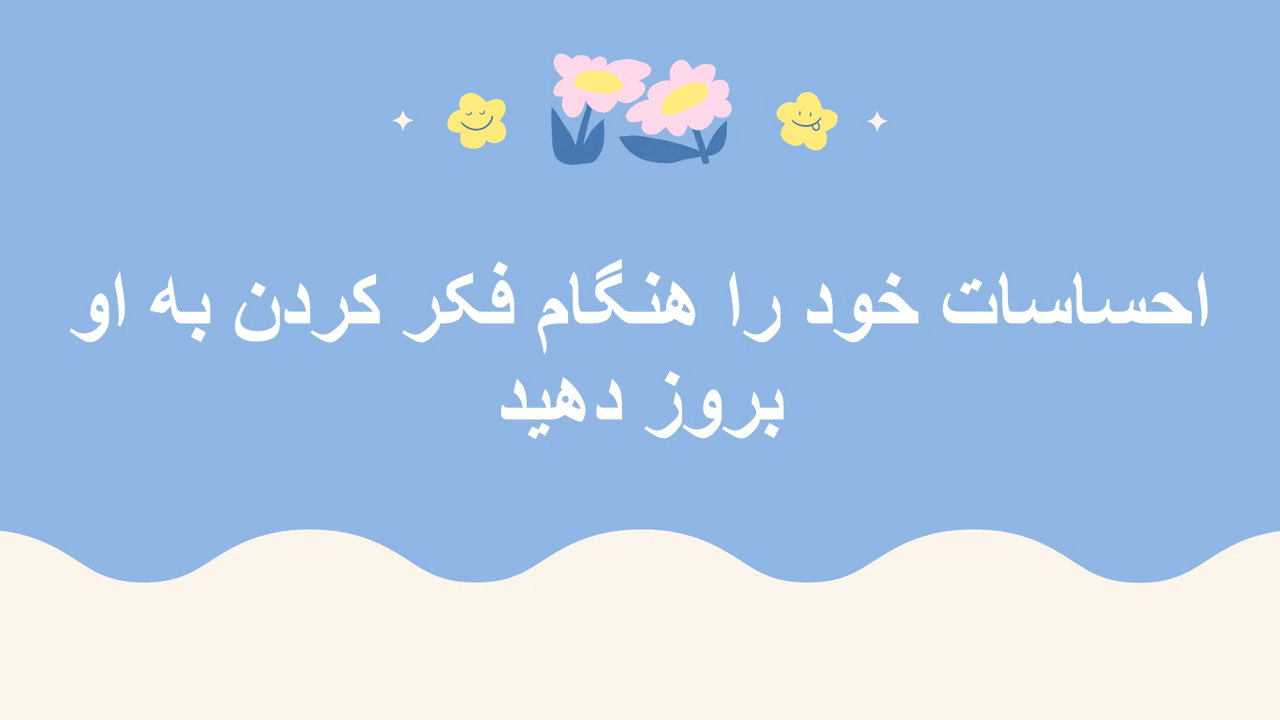 احساسات خود را هنگام فکر کردن به او
بروز دهید